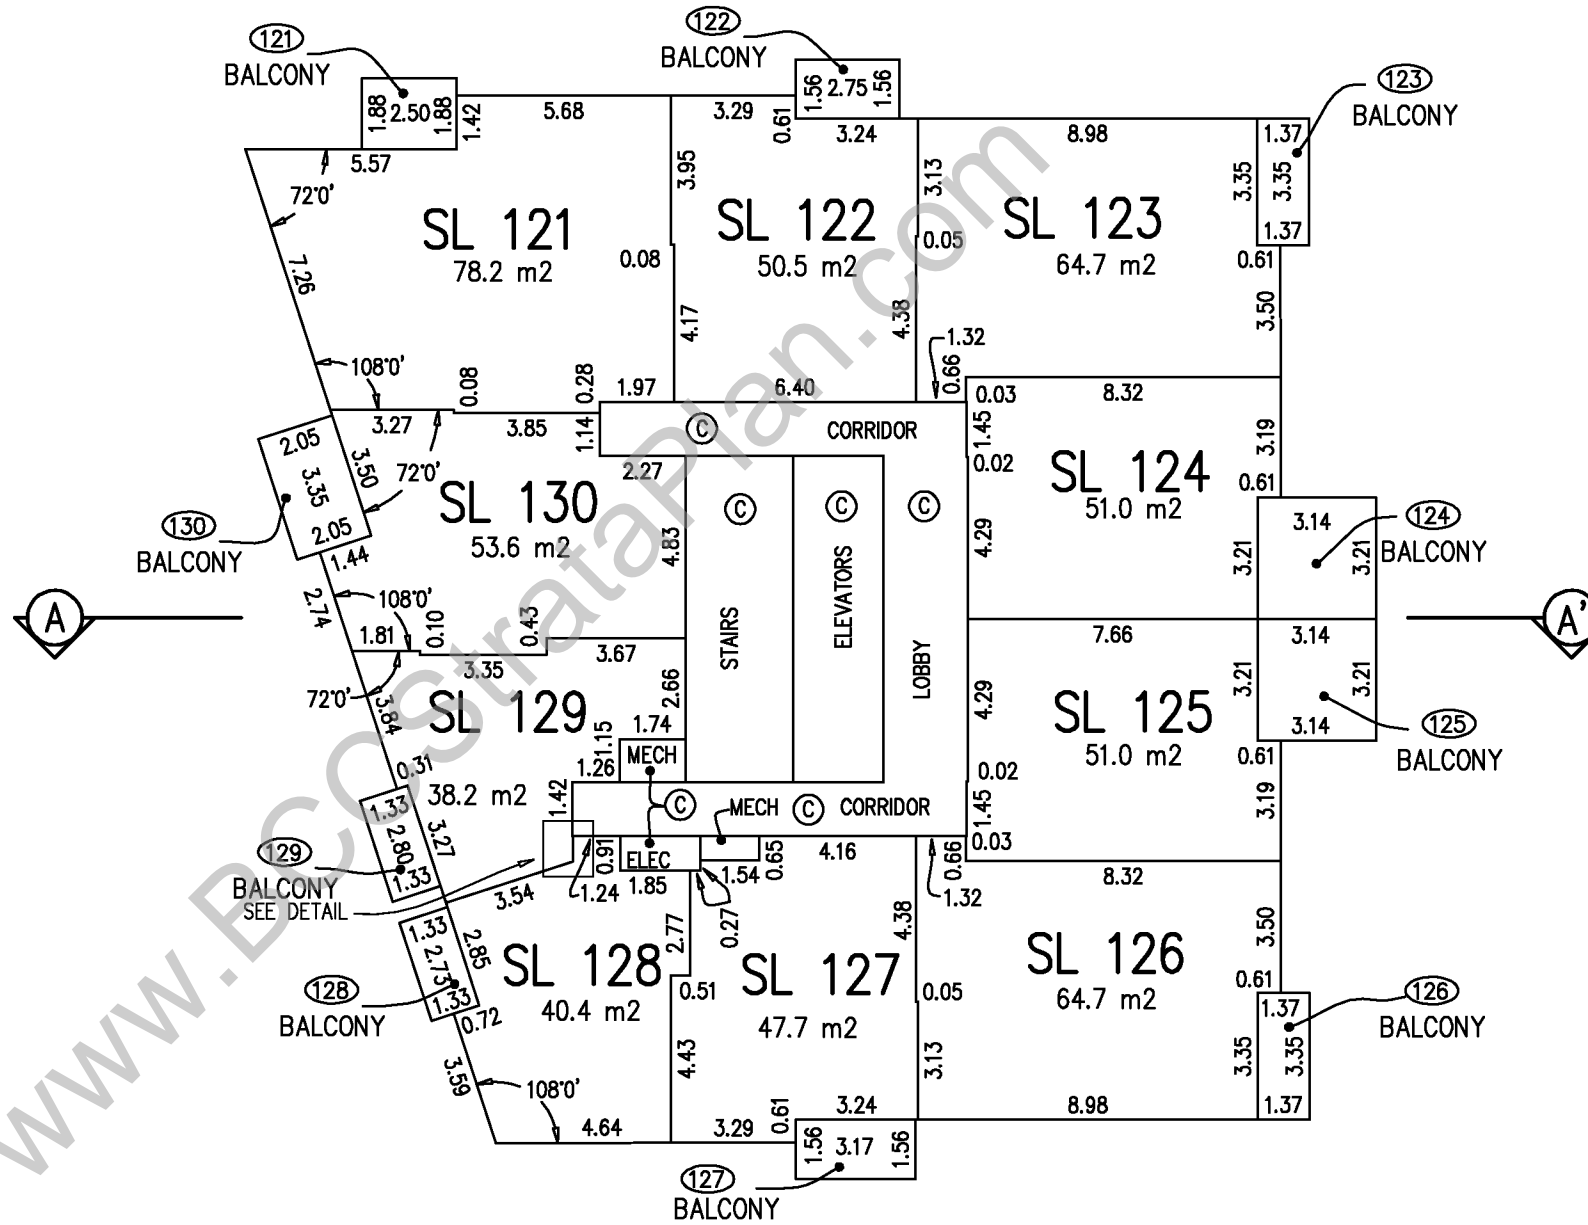 121
BALCONY
122
BALCONY
123
BALCONY
1.88
2.50
1.88
1.42
5.68
3.29
0.61
1.56
2.75
1.56
3.24
8.98
1.37
3.35
3.35
1.37
0.61
5.57
72°0'
7.26
108°0'
SL 121
78.2 m2
3.95
0.08
4.17
SL 122
50.5 m2
3.13
0.05
4.38
SL 123
64.7 m2
3.50
1.32
0.66
0.03
8.32
0.08
0.28
1.97
6.40
3.27
3.85
1.14
C
CORRIDOR
1.45
0.02
3.19
0.61
2.05
3.35
2.05
3.50
72°0'
2.27
SL 130
53.6 m2
4.83
C
C
C
SL 124
51.0 m2
4.29
3.14
3.21
3.21
124
BALCONY
130
BALCONY
1.44
2.74
108°0'
A
A'
1.81
0.10
0.43
3.35
3.67
STAIRS
ELEVATORS
LOBBY
7.66
3.14
3.21
3.21
3.14
125
BALCONY
72°0'
3.84
SL 129
38.2 m2
2.66
1.74
1.15
MECH
1.26
1.42
0.31
4.29
SL 125
51.0 m2
0.61
0.02
3.19
C
MECH
C
CORRIDOR
1.45
0.03
1.33
2.80
1.33
3.27
129
BALCONY
SEE DETAIL
3.54
0.91
1.24
ELEC
1.85
1.54
0.65
0.27
4.16
0.66
1.32
8.32
1.33
2.73
1.33
2.85
0.72
128
BALCONY
SL 128
40.4 m2
2.77
0.51
4.43
SL 127
47.7 m2
4.38
0.05
3.13
SL 126
64.7 m2
3.50
0.61
1.37
3.35
3.35
1.37
126
BALCONY
3.59
108°0'
4.64
3.29
0.61
3.24
8.98
1.56
3.17
1.56
127
BALCONY
www.BCCStrataPlan.com